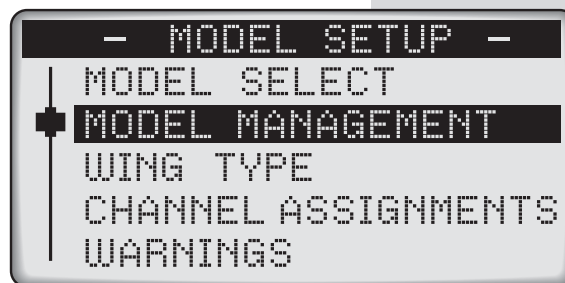 - MODEL SETUP -
MODEL SELECT
MODEL MANAGEMENT
WING TYPE
CHANNEL ASSIGNMENTS
WARNINGS